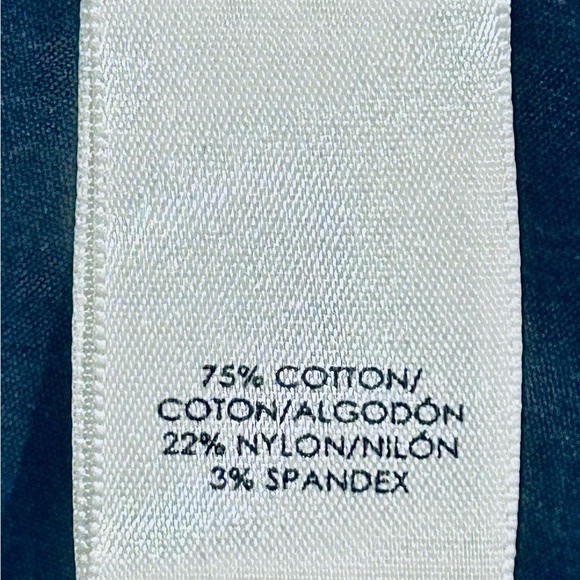 75% COTTON/
COTON/ALGODÓN
22% NYLON/NILÓN
3% SPANDEX